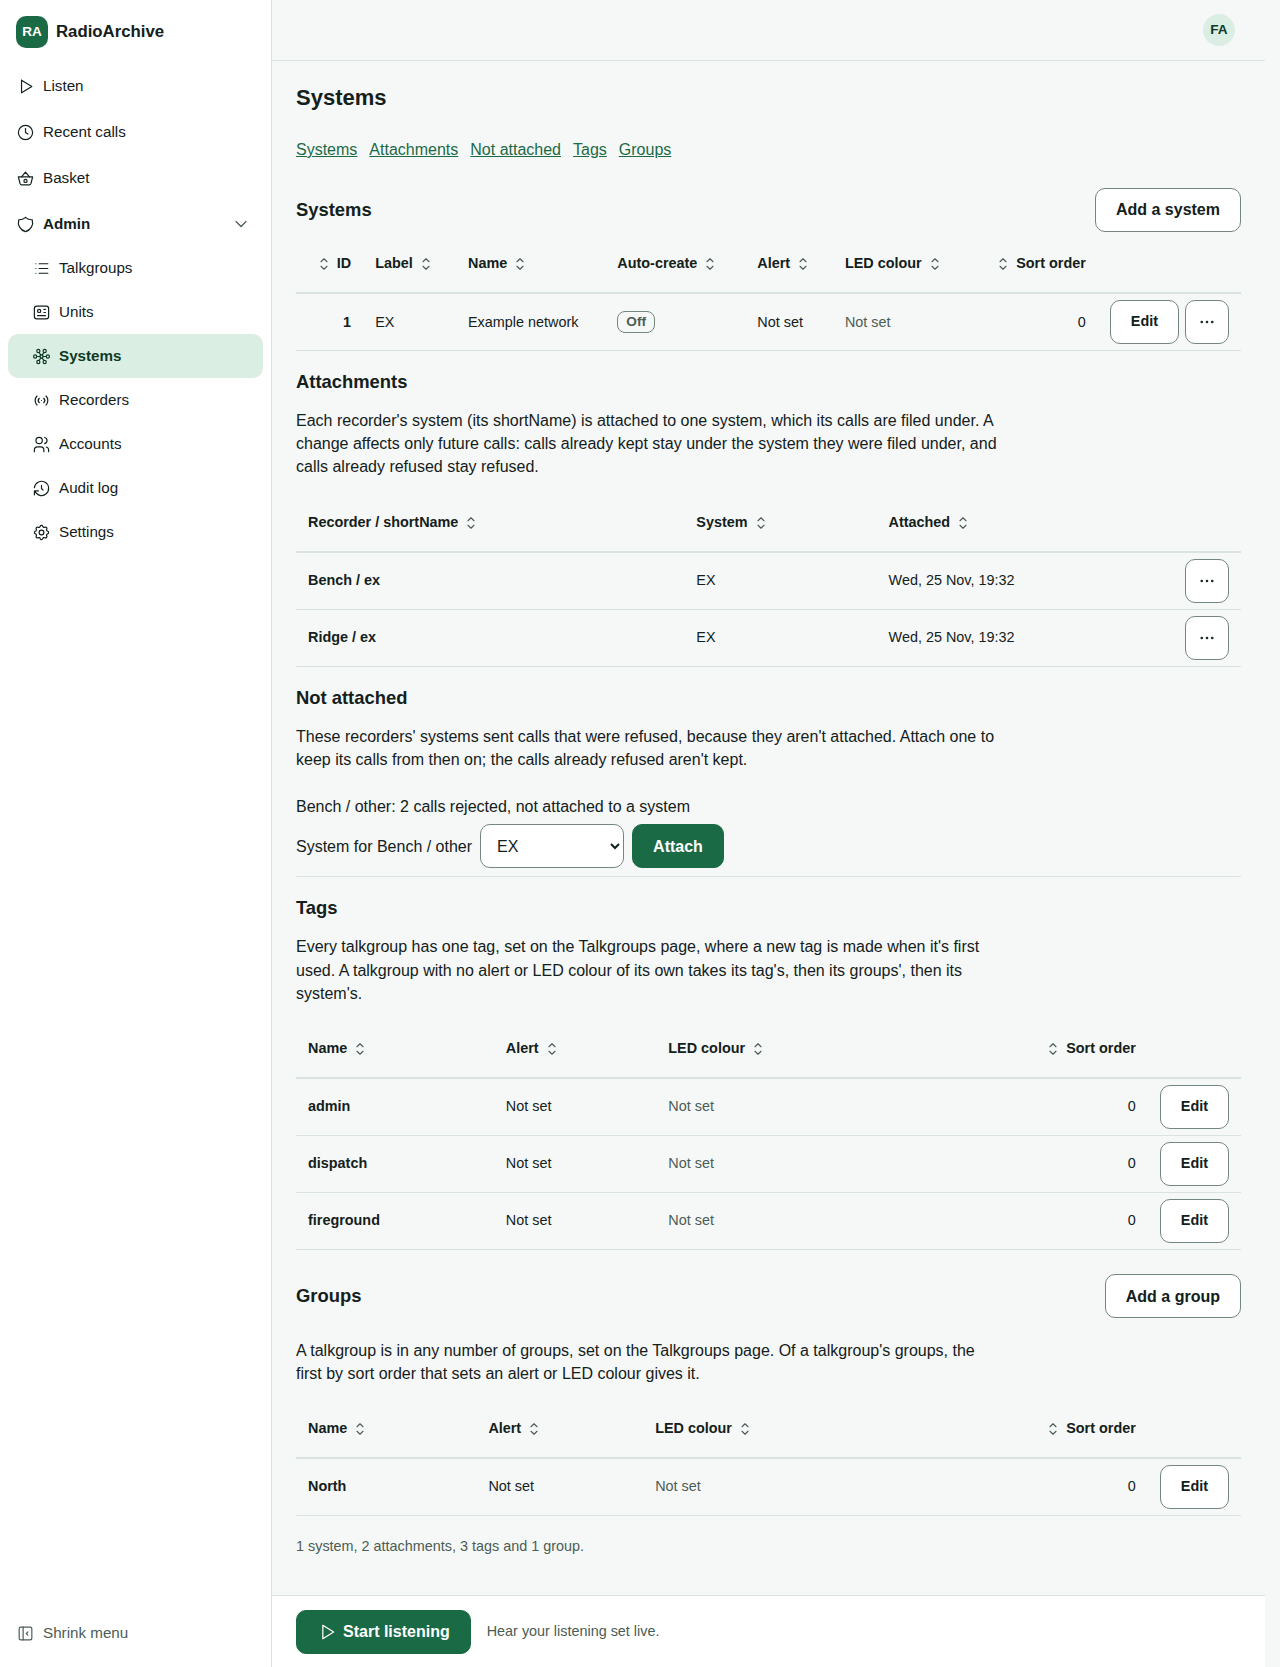 RA RadioArchive
FA
Listen
Recent calls
Basket
Admin
Talkgroups
Units
Systems
Recorders
Accounts
Audit log
Settings
Shrink menu
Systems
Systems Attachments Not attached Tags Groups
Systems Add a system
ID Label Name Auto-create Alert LED colour Sort order
1 EX Example network Off Not set Not set 0 Edit ...
Attachments
Each recorder's system (its shortName) is attached to one system, which its calls are filed under. A
change affects only future calls: calls already kept stay under the system they were filed under, and
calls already refused stay refused.
Recorder / shortName System Attached
Bench / ex EX Wed, 25 Nov, 19:32 ...
Ridge / ex EX Wed, 25 Nov, 19:32 ...
Not attached
These recorders' systems sent calls that were refused, because they aren't attached. Attach one to
keep its calls from then on; the calls already refused aren't kept.
Bench / other: 2 calls rejected, not attached to a system
System for Bench / other EX Attach
Tags
Every talkgroup has one tag, set on the Talkgroups page, where a new tag is made when it's first
used. A talkgroup with no alert or LED colour of its own takes its tag's, then its groups', then its
system's.
Name Alert LED colour Sort order
admin Not set Not set 0 Edit
dispatch Not set Not set 0 Edit
fireground Not set Not set 0 Edit
Groups Add a group
A talkgroup is in any number of groups, set on the Talkgroups page. Of a talkgroup's groups, the
first by sort order that sets an alert or LED colour gives it.
Name Alert LED colour Sort order
North Not set Not set 0 Edit
1 system, 2 attachments, 3 tags and 1 group.
Start listening Hear your listening set live.